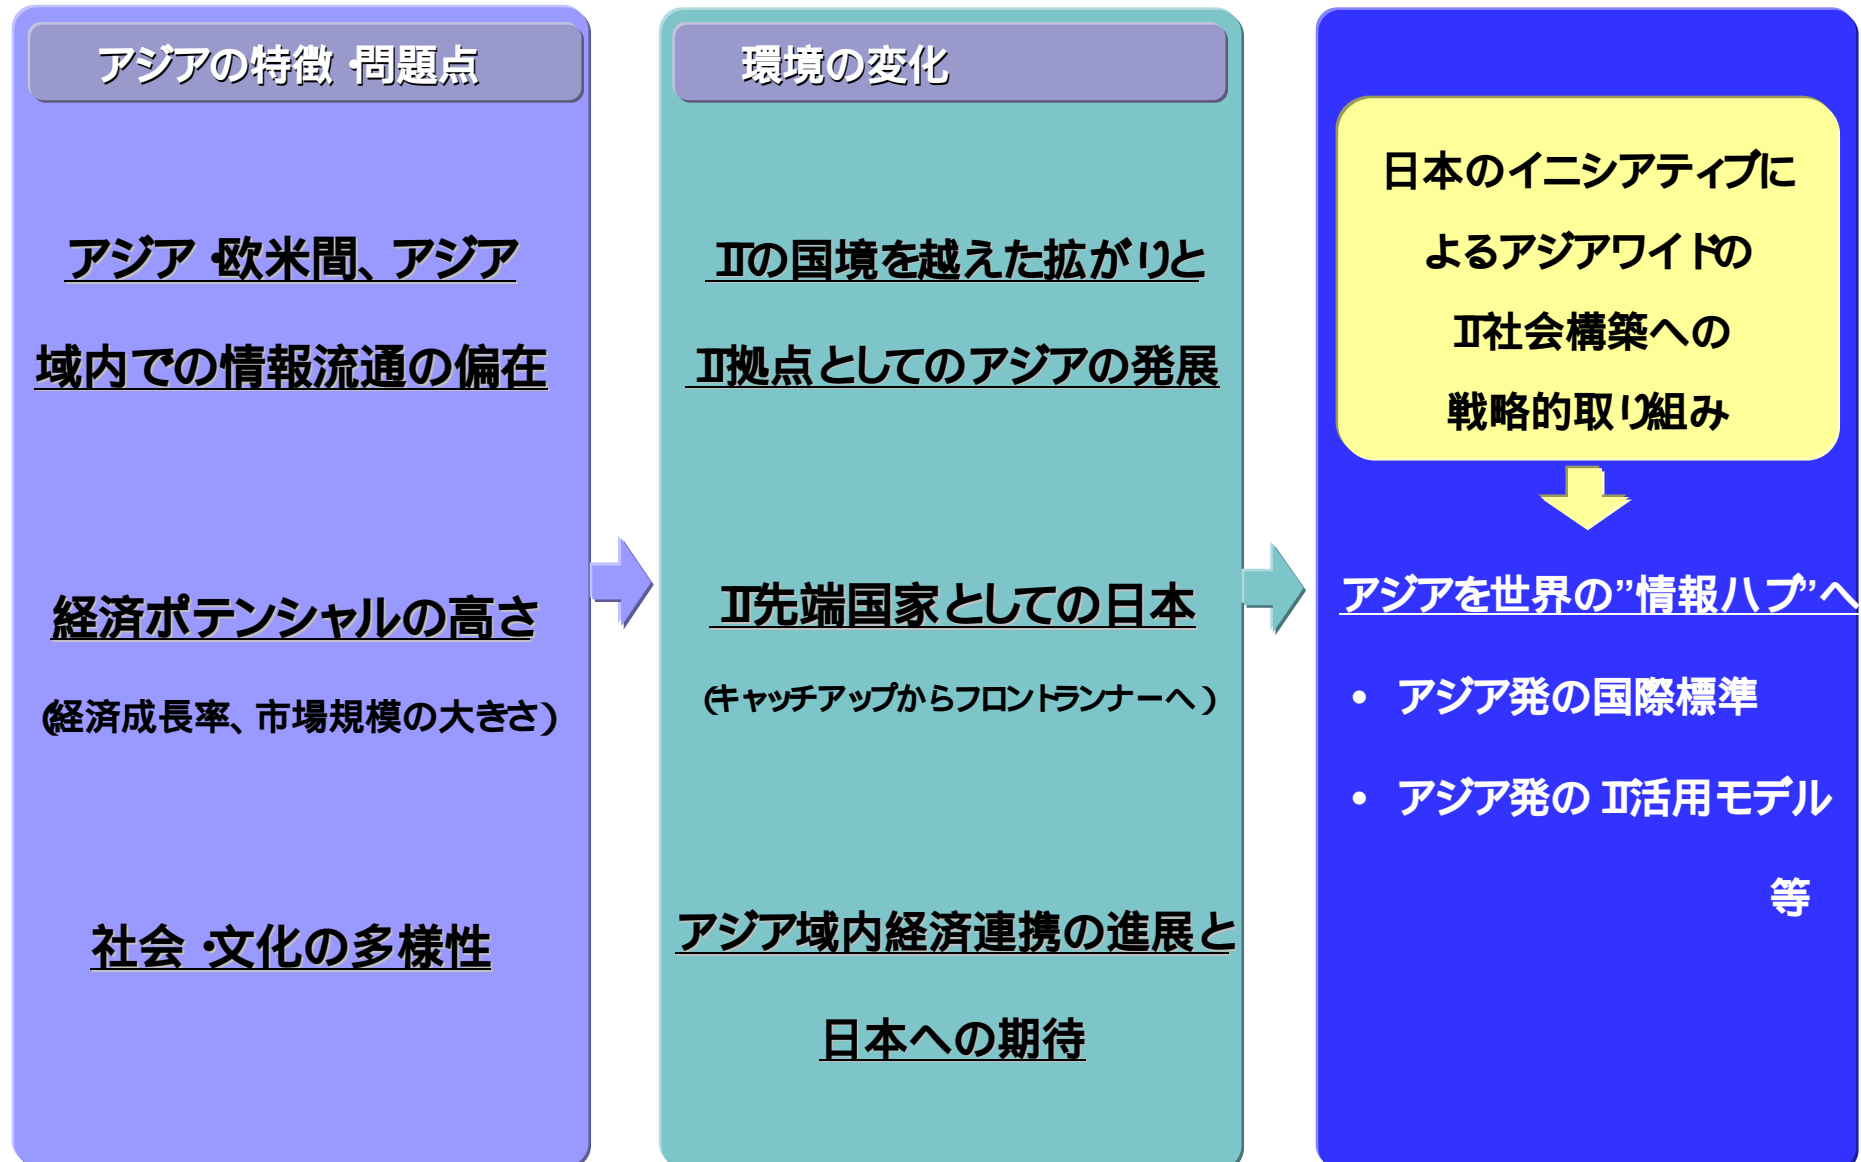 アジアの特徴・問題点
アジア・欧米間、アジア
域内での情報流通の偏在
経済ポテンシャルの高さ
(経済成長率、市場規模の大きさ)
社会・文化の多様性
環境の変化
ITの国境を越えた拡がりと
IT拠点としてのアジアの発展
IT先端国家としての日本
(キャッチアップからフロントランナーへ)
アジア域内経済連携の進展と
日本への期待
日本のイニシアティブに
よるアジアワイドの
IT社会構築への
戦略的取り組み
アジアを世界の”情報ハブ”へ
• アジア発の国際標準
• アジア発のIT活用モデル
等